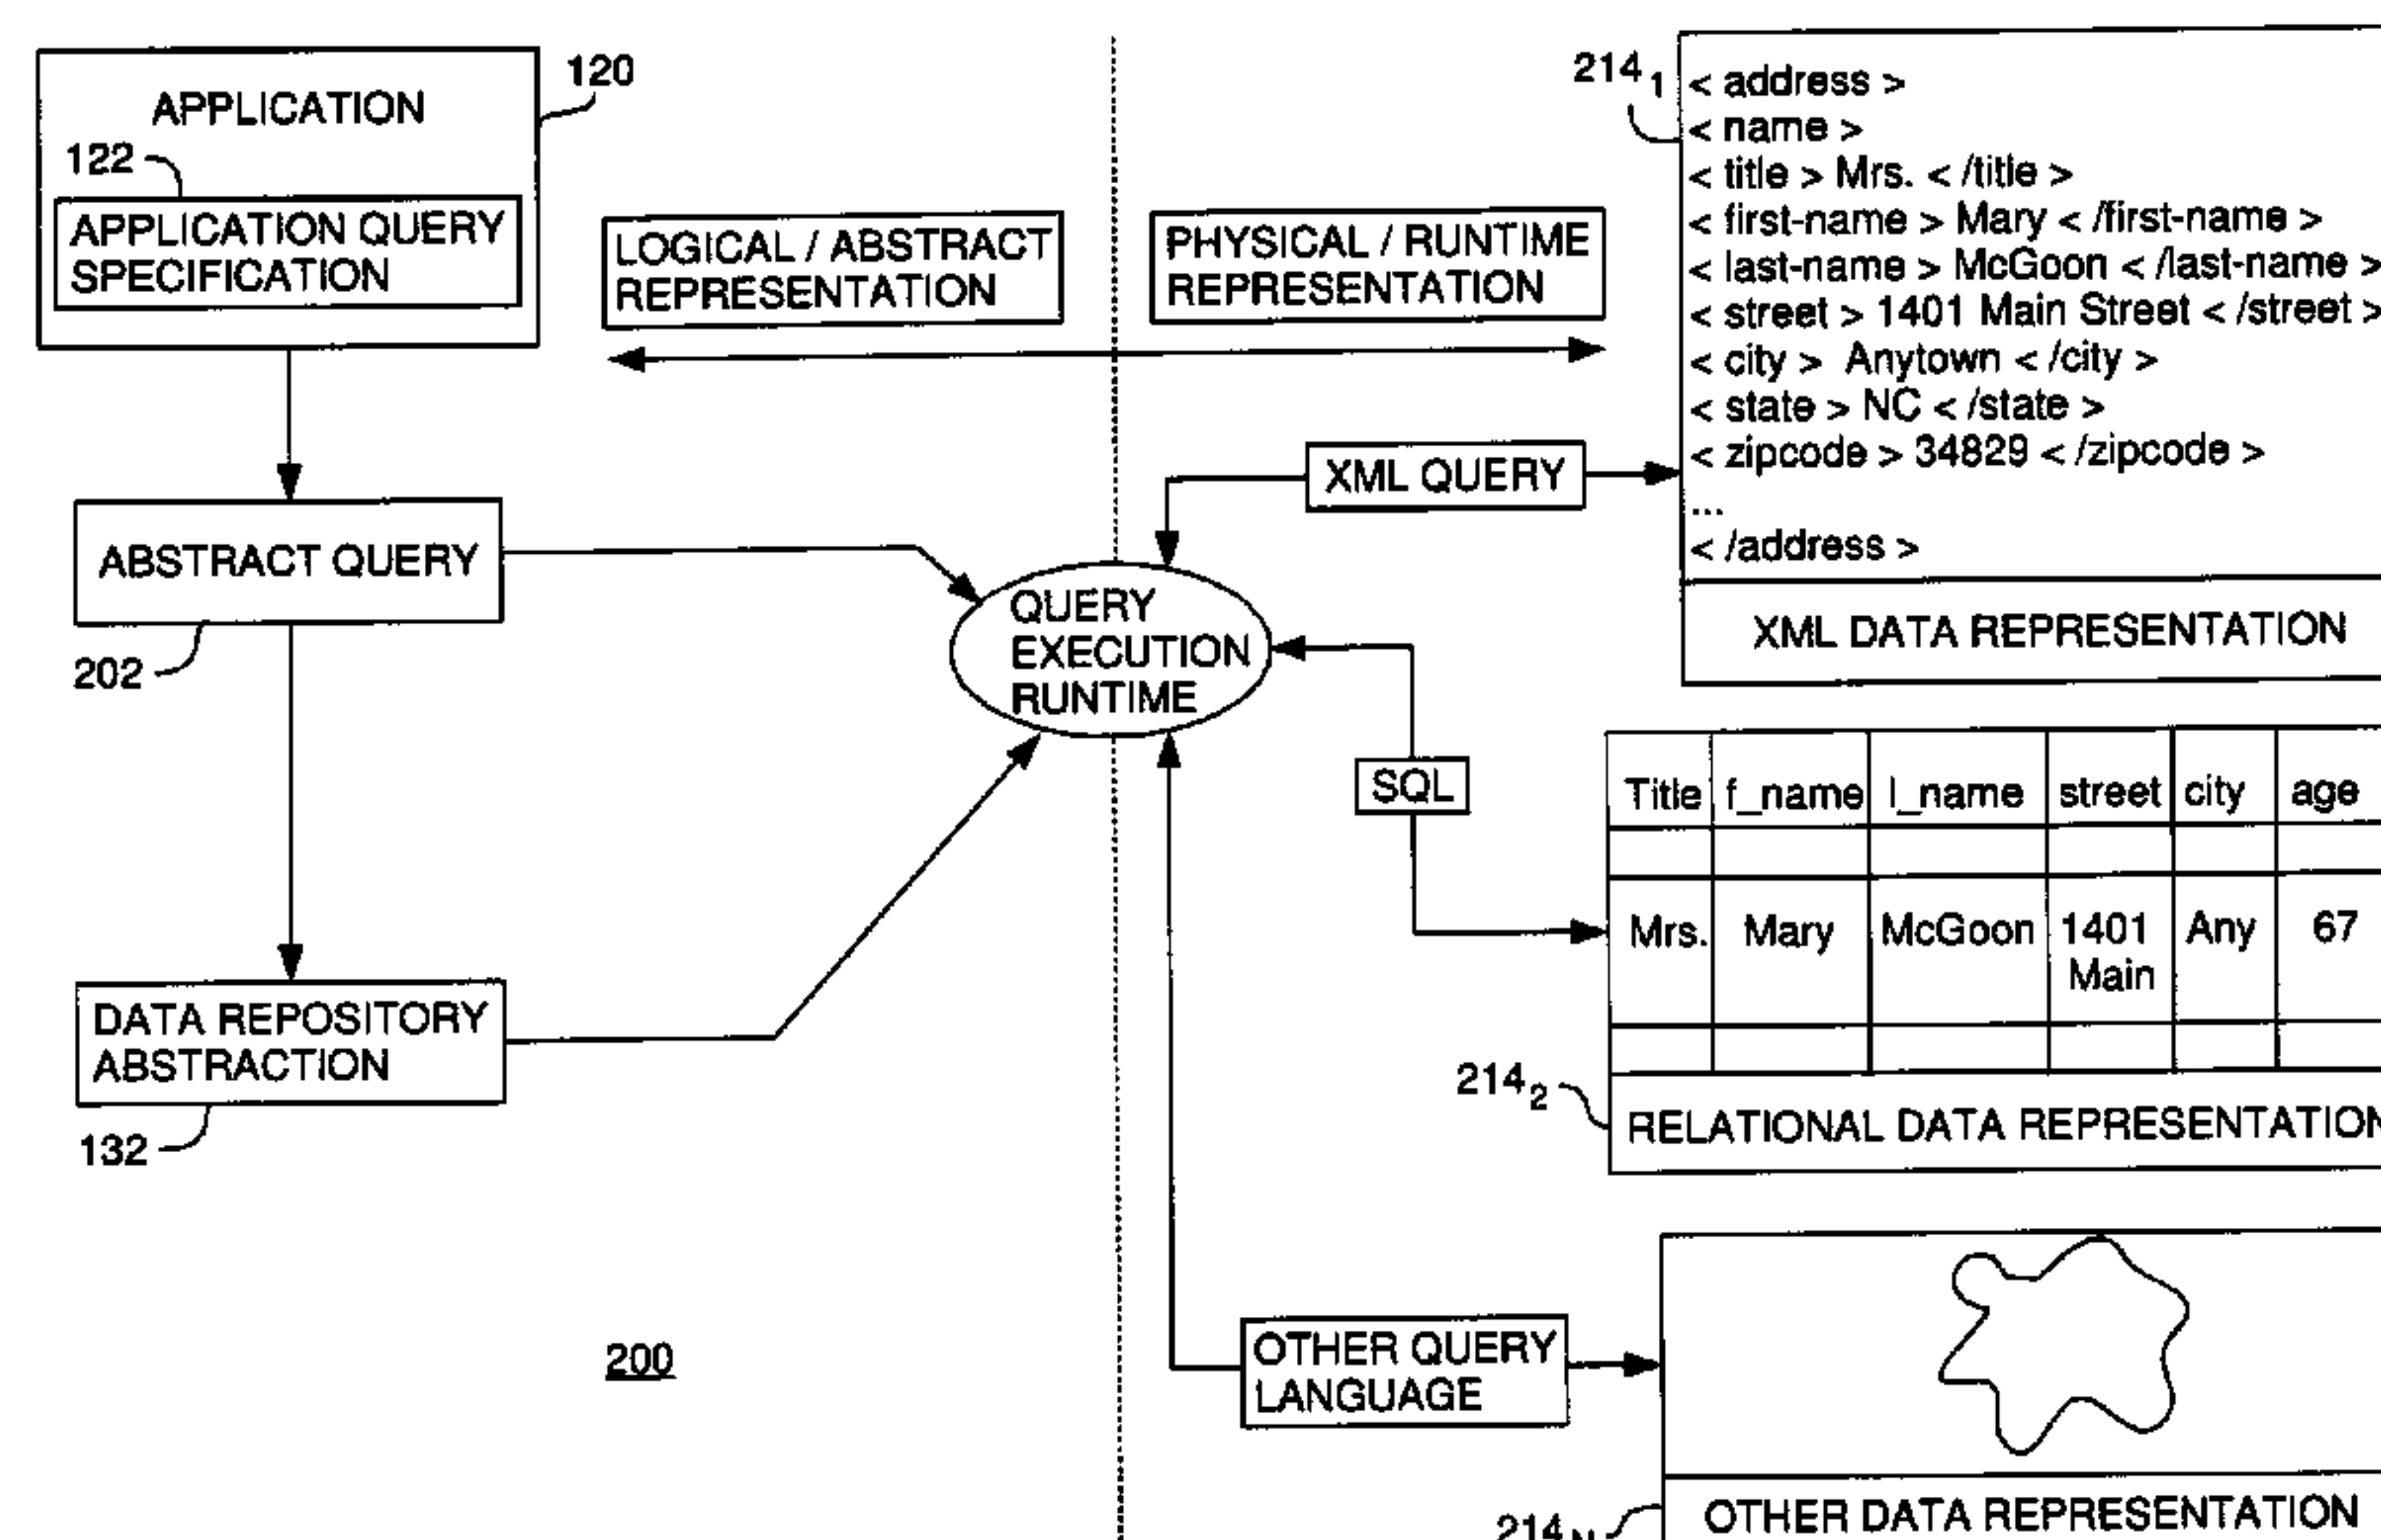 120
APPLICATION
122
APPLICATION QUERY
SPECIFICATION
LOGICAL / ABSTRACT
REPRESENTATION
PHYSICAL / RUNTIME
REPRESENTATION
214 1
< address >
< name >
< title > Mrs. < /title >
< first-name > Mary < /first-name >
< last-name > McGoon < /last-name >
< street > 1401 Main Street < /street >
< city > Anytown < /city >
< state > NC < /state >
< zipcode > 34829 < /zipcode >
...
< /address >
XML DATA REPRESENTATION
XML QUERY
ABSTRACT QUERY
202
QUERY
EXECUTION
RUNTIME
SQL
Title f_name l_name street city age
Mrs. Mary McGoon 1401 Any 67
Main
214 2
RELATIONAL DATA REPRESENTATION
DATA REPOSITORY
ABSTRACTION
132
200
OTHER QUERY
LANGUAGE
214 N
OTHER DATA REPRESENTATION